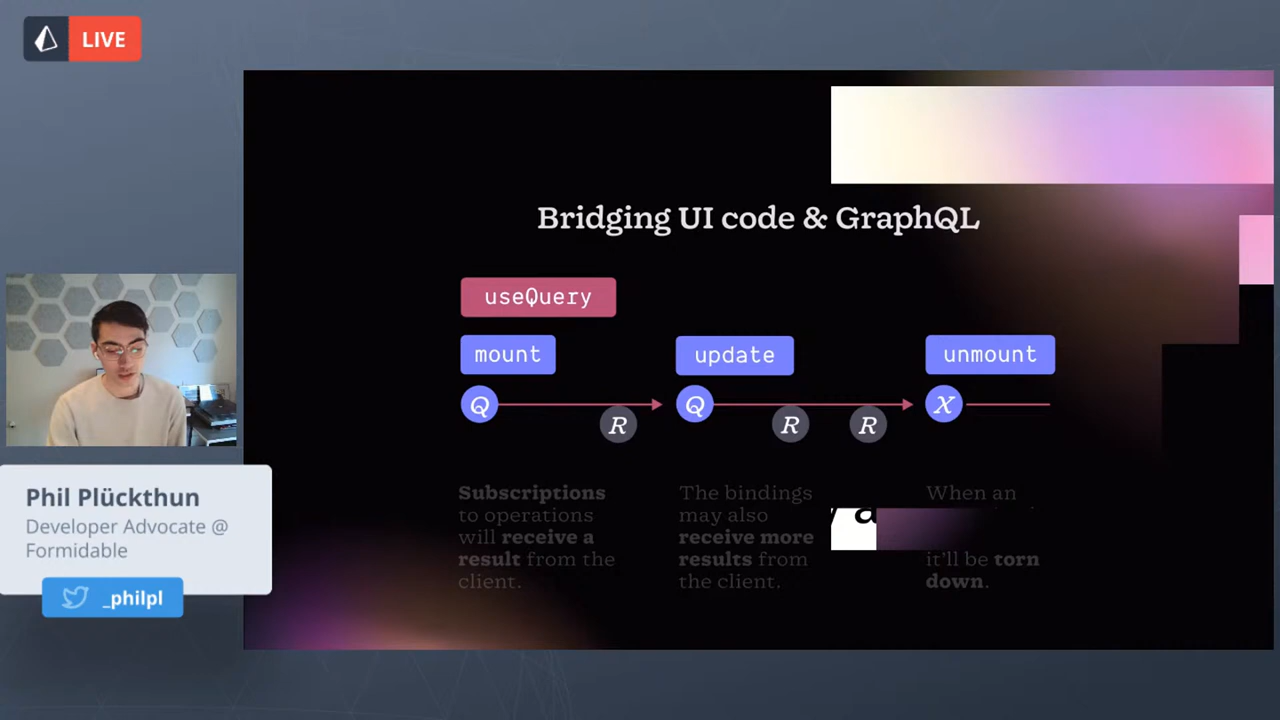 LIVE
Bridging UI code & GraphQL
useQuery
mount
update
unmount
Q
Q
X
R
R
R
Subscriptions
to operations
will receive a
result from the
client.
The bindings
may also
receive more
results from
the client.
When an
it'll be torn
down.
Phil Plückthun
Developer Advocate @
Formidable
_philpl